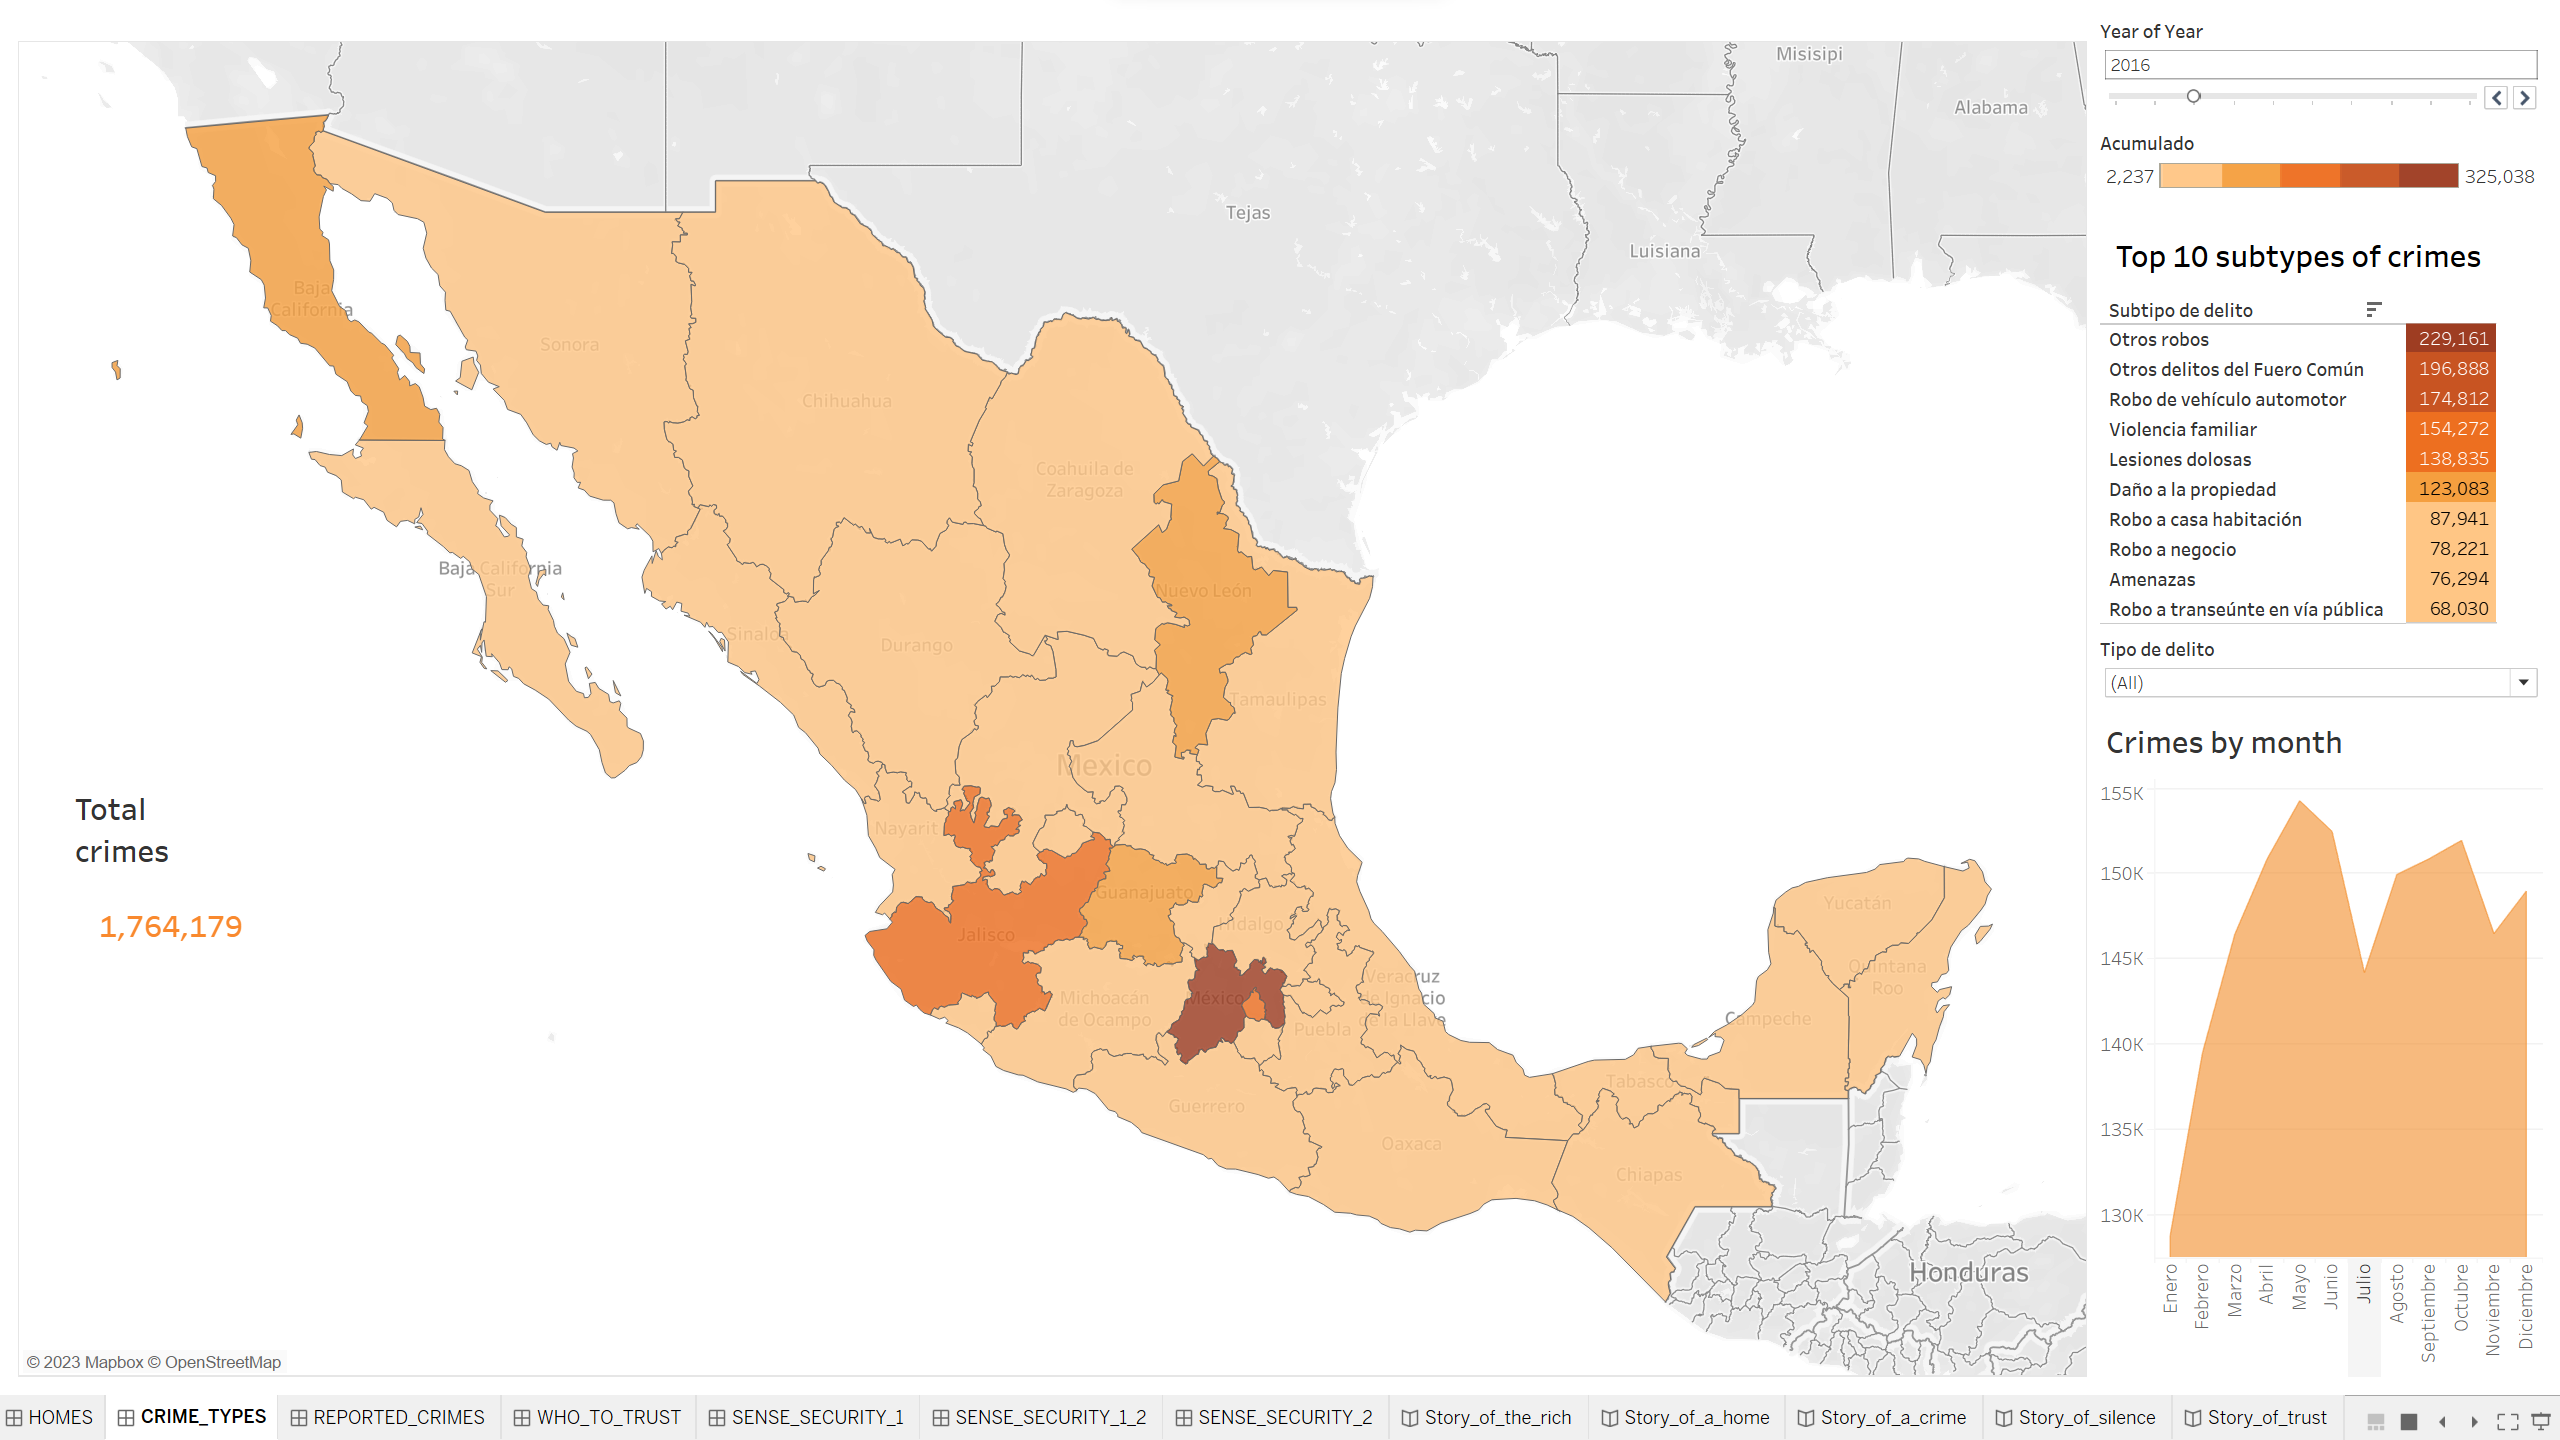 Year of Year
2016
Acumulado
2,237
325,038
Top 10 subtypes of crimes
Subtipo de delito
Otros robos 229,161
Otros delitos del Fuero Común 196,888
Robo de vehículo automotor 174,812
Violencia familiar 154,272
Lesiones dolosas 138,835
Daño a la propiedad 123,083
Robo a casa habitación 87,941
Robo a negocio 78,221
Amenazas 76,294
Robo a transeúnte en vía pública 68,030
Tipo de delito
(All)
Crimes by month
155K
150K
145K
140K
135K
130K
Enero
Febrero
Marzo
Abril
Mayo
Junio
Julio
Agosto
Septiembre
Octubre
Noviembre
Diciembre
Misisipi
Alabama
Tejas
Luisiana
Baja
California
Sonora
Chihuahua
Coahuila de
Zaragoza
Baja California
Sur
Nuevo León
Sinaloa
Durango
Tamaulipas
Mexico
Nayarit
Guanajuato
Jalisco
Hidalgo
Yucatán
Quintana
Roo
Veracruz
de Ignacio
de la Llave
México
Michoacán
de Ocampo
Puebla
Campeche
Tabasco
Guerrero
Oaxaca
Chiapas
Honduras
Total
crimes
1,764,179
© 2023 Mapbox © OpenStreetMap
HOMES
CRIME_TYPES
REPORTED_CRIMES
WHO_TO_TRUST
SENSE_SECURITY_1
SENSE_SECURITY_1_2
SENSE_SECURITY_2
Story_of_the_rich
Story_of_a_home
Story_of_a_crime
Story_of_silence
Story_of_trust